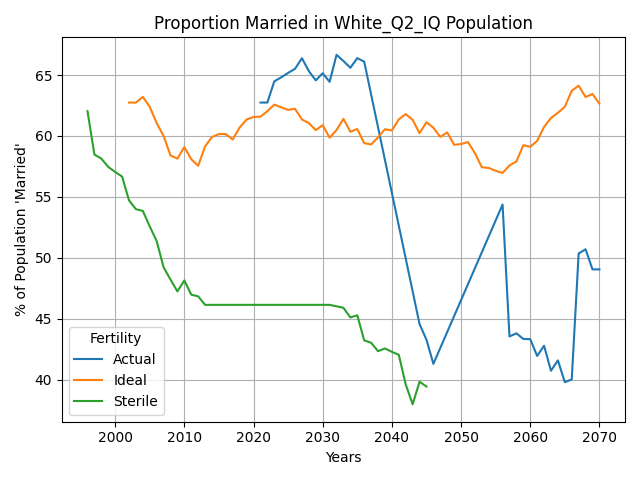 Proportion Married in White_Q2_IQ Population
% of Population 'Married'
65
60
55
50
45
40
Fertility
Actual
Ideal
Sterile
2000 2010 2020 2030 2040 2050 2060 2070
Years